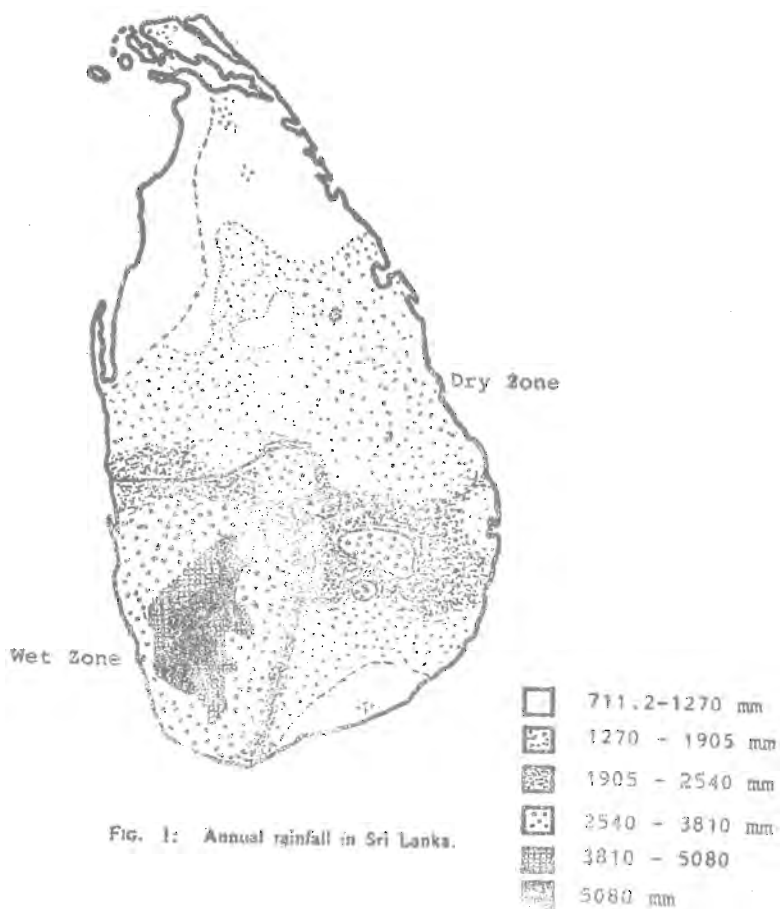 Dry Zone
Wet Zone
711.2-1270 mm
1270 - 1905 mm
1905 - 2540 mm
2540 - 3810 mm
3810 - 5080
5080 mm
FIG. 1: Annual rainfall in Sri Lanka.